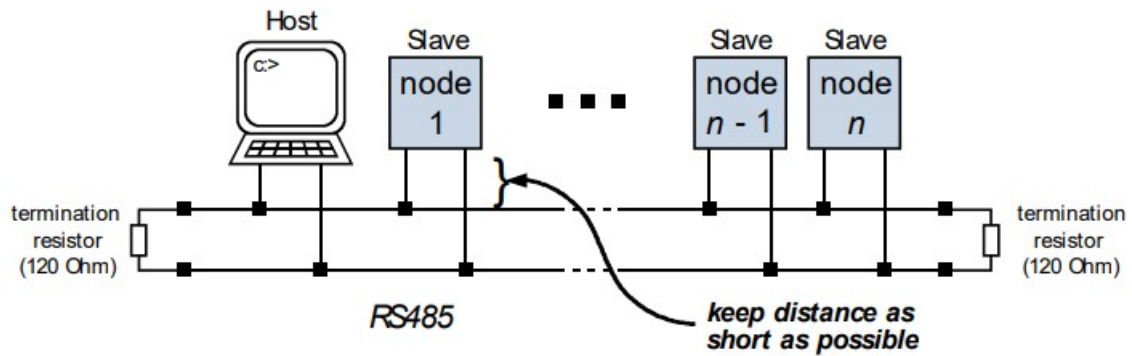 Host
C:>
Slave
node
1
Slave
node
n - 1
Slave
node
n
termination
resistor
(120 Ohm)
termination
resistor
(120 Ohm)
RS485
keep distance as
short as possible